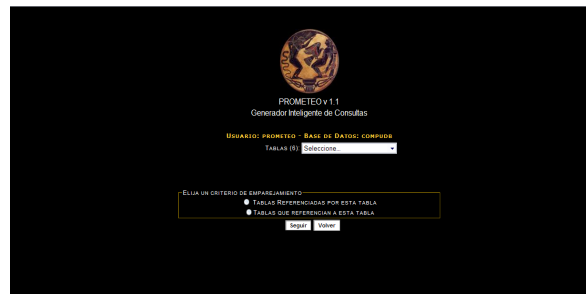 PROMETEO v 1.1
Generador Inteligente de Consultas
USUARIO: PROMETEO - BASE DE DATOS: COMPUDB
TABLAS (6): Seleccione...
ELIJA UN CRITERIO DE EMPAREJAMIENTO
TABLAS REFERENCIADAS POR ESTA TABLA
TABLAS QUE REFERENCIAN A ESTA TABLA
Seguir Volver